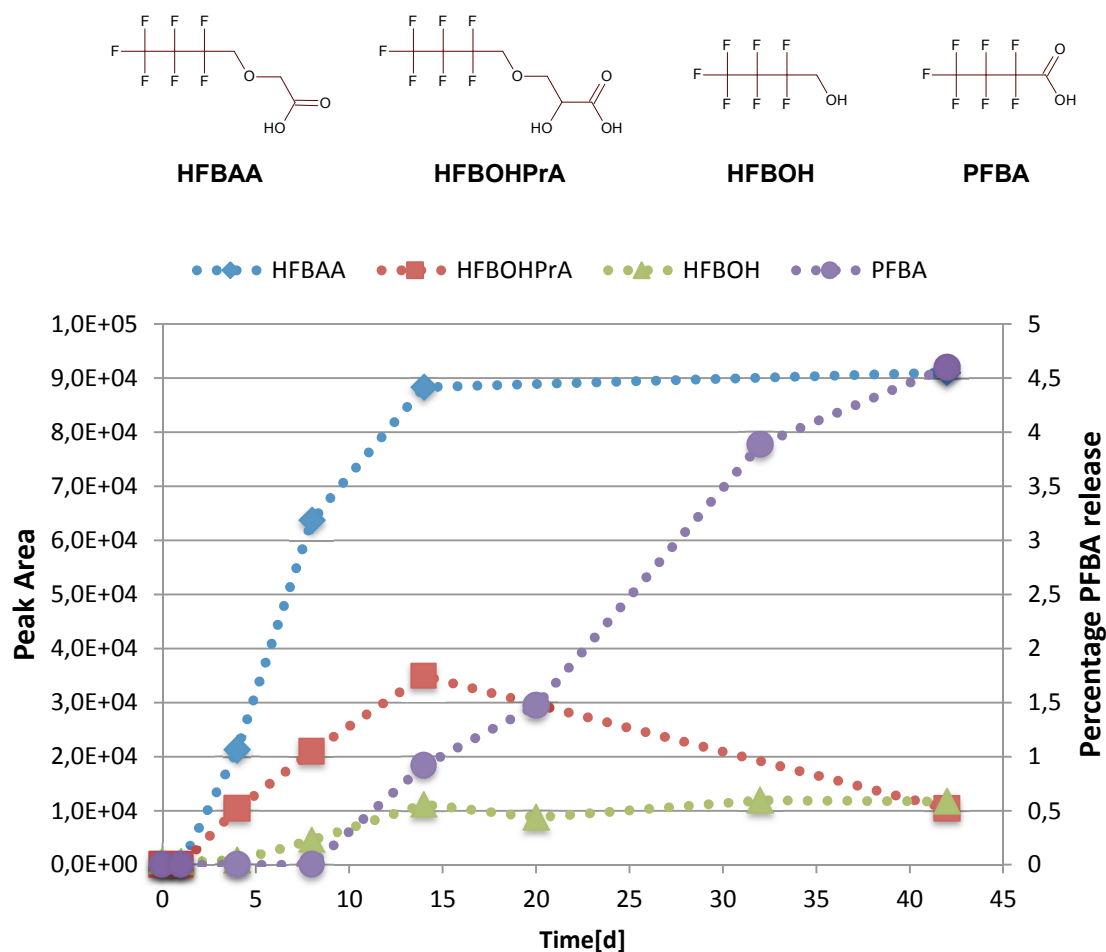 F F F
F
F F F
O
O
HO
F F F
F
F F F
O
O
HO OH
F F F
F
F F F
OH
F F F
F
F F F
O
OH
HFBAA HFBOHPrA HFBOH PFBA
HFBAA HFBOHPrA HFBOH PFBA
1,0E+05
9,0E+04
8,0E+04
7,0E+04
6,0E+04
5,0E+04
4,0E+04
3,0E+04
2,0E+04
1,0E+04
0,0E+00
Peak Area
5
4,5
4
3,5
3
2,5
2
1,5
1
0,5
0
Percentage PFBA release
0 5 10 15 20 25 30 35 40 45
Time[d]